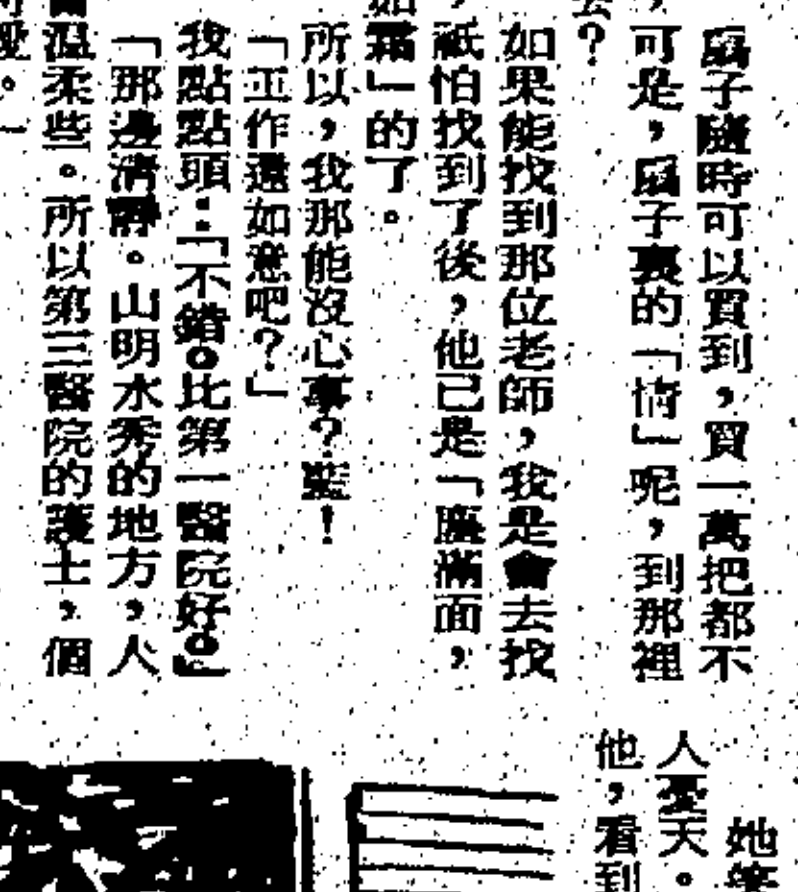 扇子隨時可以買到，買一萬把都不
，可是，扇子裏的「情」呢，到那裡
去？
如果能找到那位老師，我是會去找
，祇怕找到了後，他已是「塵滿面，
如霜」的了。
所以，我那能沒心事？藍！
「工作還如意吧？」
我點點頭：「不錯。比第一醫院好。」
「那邊清靜。山明水秀的地方，人
溫柔些。所以第三醫院的護士，個
她
人憂天。
他，看到